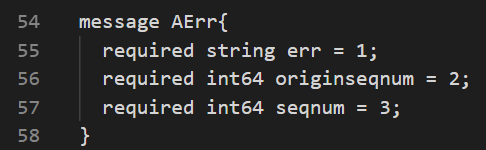 54 message AErr{
55 required string err = 1;
56 required int64 originseqnum = 2;
57 required int64 seqnum = 3;
58 }